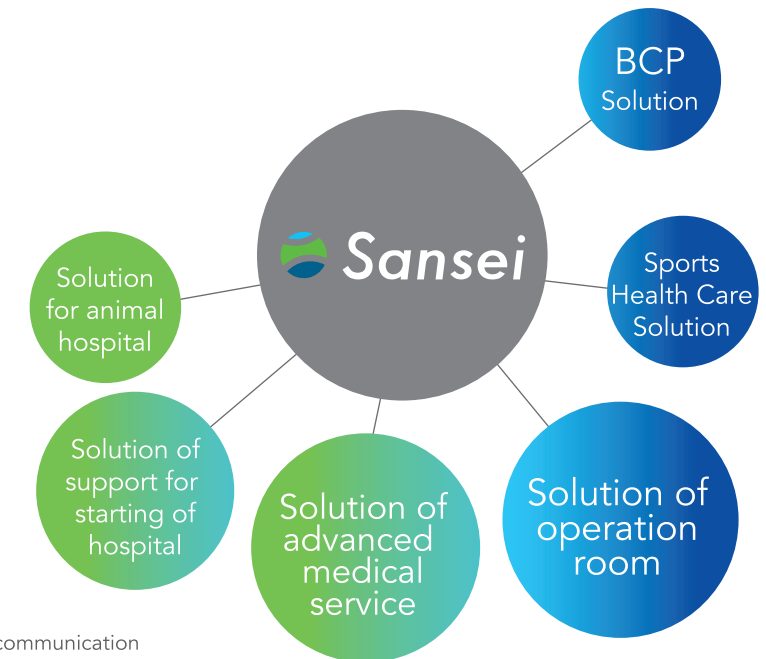 BCP
Solution
Sansei
Sports
Health Care
Solution
Solution
for animal
hospital
Solution of
support for
starting of
hospital
Solution of
advanced
medical
service
Solution of
operation
room
communication